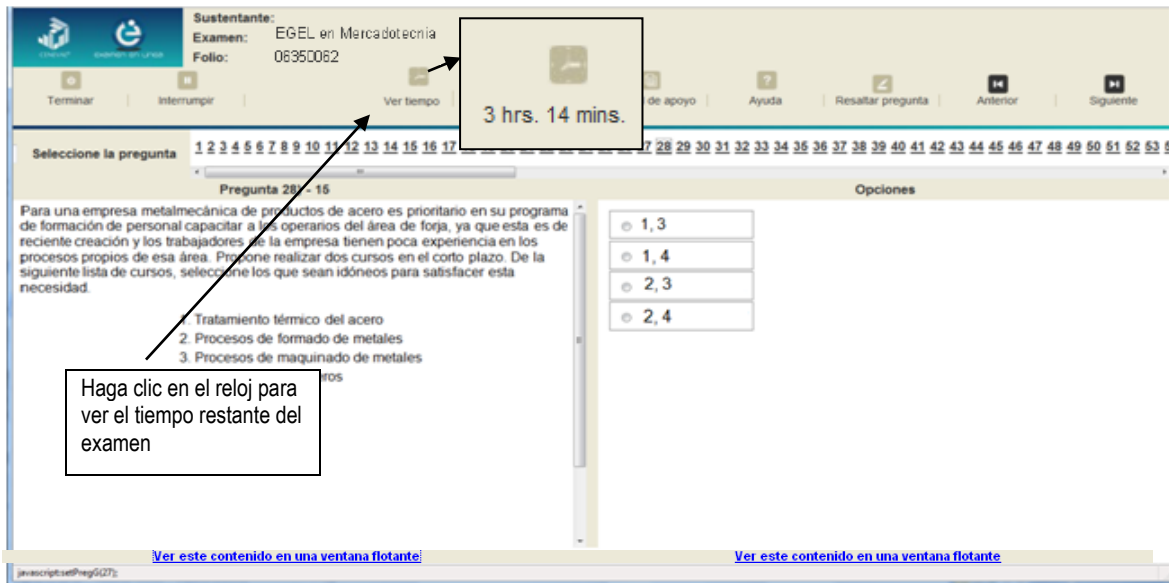 Sustentante:
Examen: EGEL en Mercadotecnia
Folio: 06350062
Terminar
Interrumpir
Ver tiempo
3 hrs. 14 mins.
de apoyo
Ayuda
Resaltar pregunta
Anterior
Siguiente
Seleccione la pregunta
1 2 3 4 5 6 7 8 9 10 11 12 13 14 15 16 17
28 29 30 31 32 33 34 35 36 37 38 39 40 41 42 43 44 45 46 47 48 49 50 51 52 53
Pregunta 28) - 15
Para una empresa metalmecánica de productos de acero es prioritario en su programa
de formación de personal capacitar a los operarios del área de forja, ya que esta es de
reciente creación y los trabajadores de la empresa tienen poca experiencia en los
procesos propios de esa área. Propone realizar dos cursos en el corto plazo. De la
siguiente lista de cursos, seleccione los que sean idóneos para satisfacer esta
necesidad.
1. Tratamiento térmico del acero
2. Procesos de formado de metales
3. Procesos de maquinado de metales
eros
Haga clic en el reloj para
ver el tiempo restante del
examen
Opciones
1, 3
1, 4
2, 3
2, 4
Ver este contenido en una ventana flotante
Ver este contenido en una ventana flotante
javascript:setPregG(27);